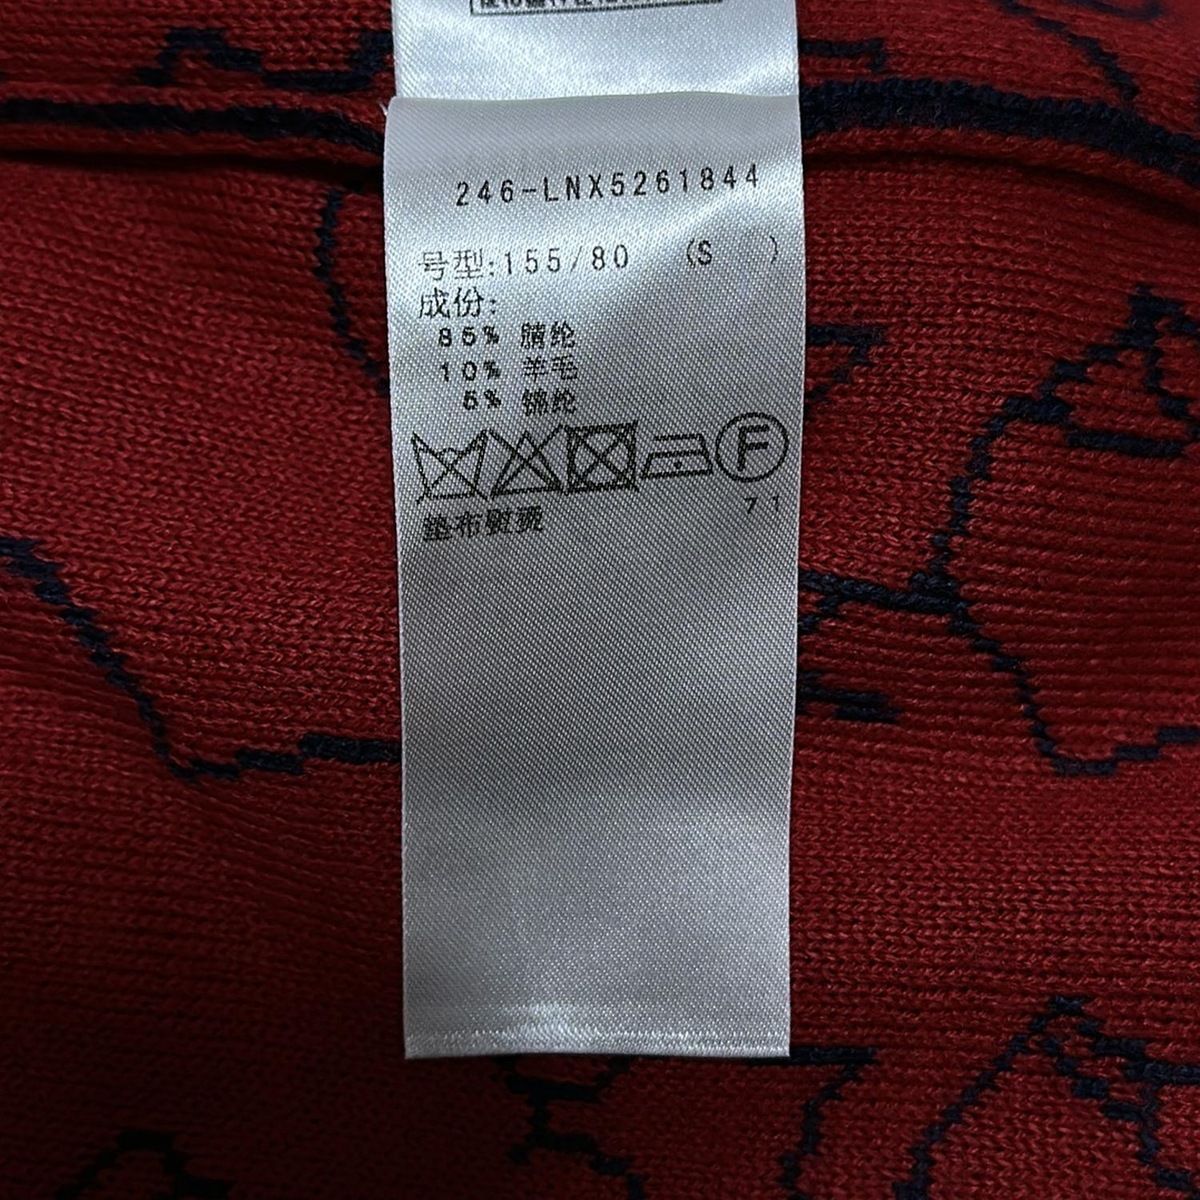 246-LNX5261844
号型:155/80 (S )
成份:
85% 腈纶
10% 羊毛
5% 锦纶
F
71
垫布熨烫